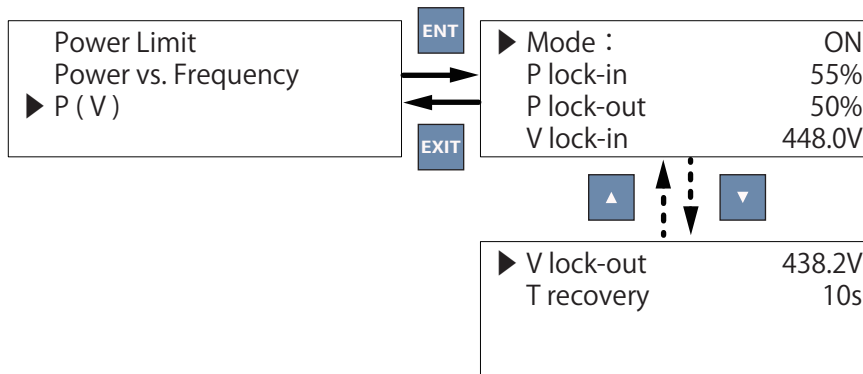 Power Limit
Power vs. Frequency
▶ P ( V )
ENT
EXIT
▶ Mode : ON
P lock-in 55%
P lock-out 50%
V lock-in 448.0V
▲
▼
▶ V lock-out 438.2V
T recovery 10s